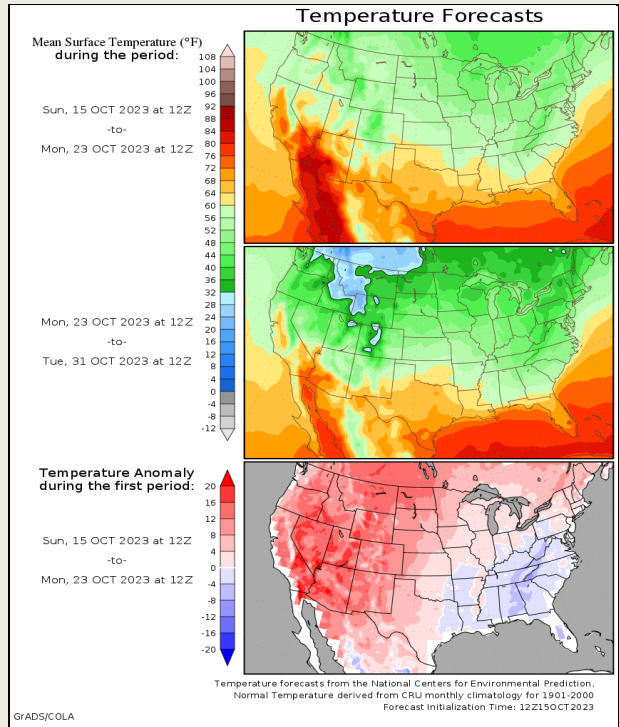 Temperature Forecasts
Mean Surface Temperature (°F)
during the period:
Sun, 15 OCT 2023 at 12Z
-to-
Mon, 23 OCT 2023 at 12Z
108
104
100
96
92
88
84
80
76
72
68
64
60
56
52
48
44
40
36
32
28
24
20
16
12
8
4
0
-4
-8
-12
Mon, 23 OCT 2023 at 12Z
-to-
Tue, 31 OCT 2023 at 12Z
Temperature Anomaly
during the first period:
Sun, 15 OCT 2023 at 12Z
-to-
Mon, 23 OCT 2023 at 12Z
20
16
12
8
4
0
-4
-8
-12
-16
-20
Temperature forecasts from the National Centers for Environmental Prediction.
Normal Temperature derived from CRU monthly climatology for 1901-2000
Forecast Initialization Time: 12Z15OCT2023
GrADS/COLA